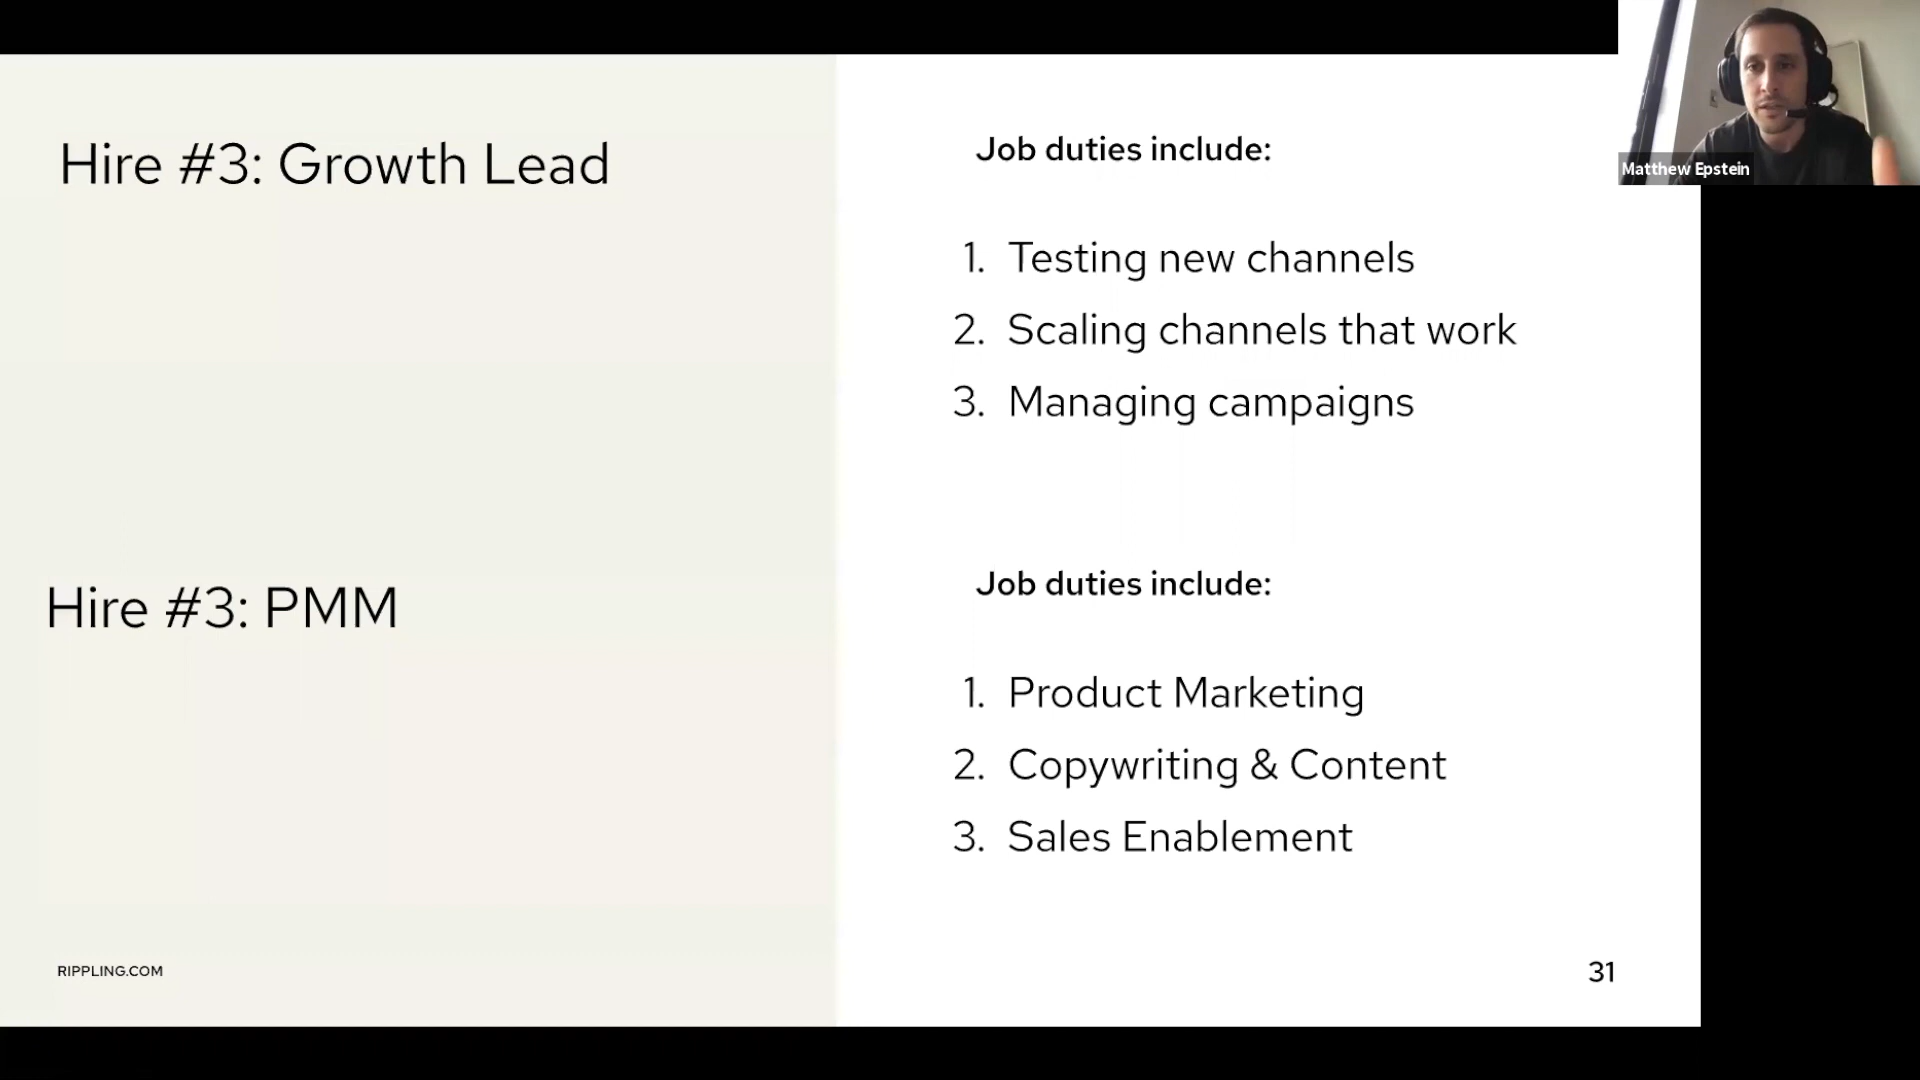 Matthew Epstein
Hire #3: Growth Lead
Job duties include:
1. Testing new channels
2. Scaling channels that work
3. Managing campaigns
Hire #3: PMM
Job duties include:
1. Product Marketing
2. Copywriting & Content
3. Sales Enablement
RIPPLING.COM
31